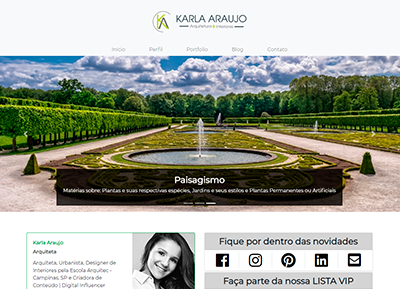 KARLA ARAUJO
Arquitetura e Interiores
Início Perfil Portfolio Blog Contato
Paisagismo
Matérias sobre: Plantas e suas respectivas espécies, Jardins e seus estilos e Plantas Permanentes ou Artificiais
Karla Araujo
Arquiteta
Arquiteta, Urbanista, Designer de
Interiores pela Escola Arquitec -
Campinas, SP e Criadora de
Conteúdo | Digital Influencer
Fique por dentro das novidades
Faça parte da nossa LISTA VIP